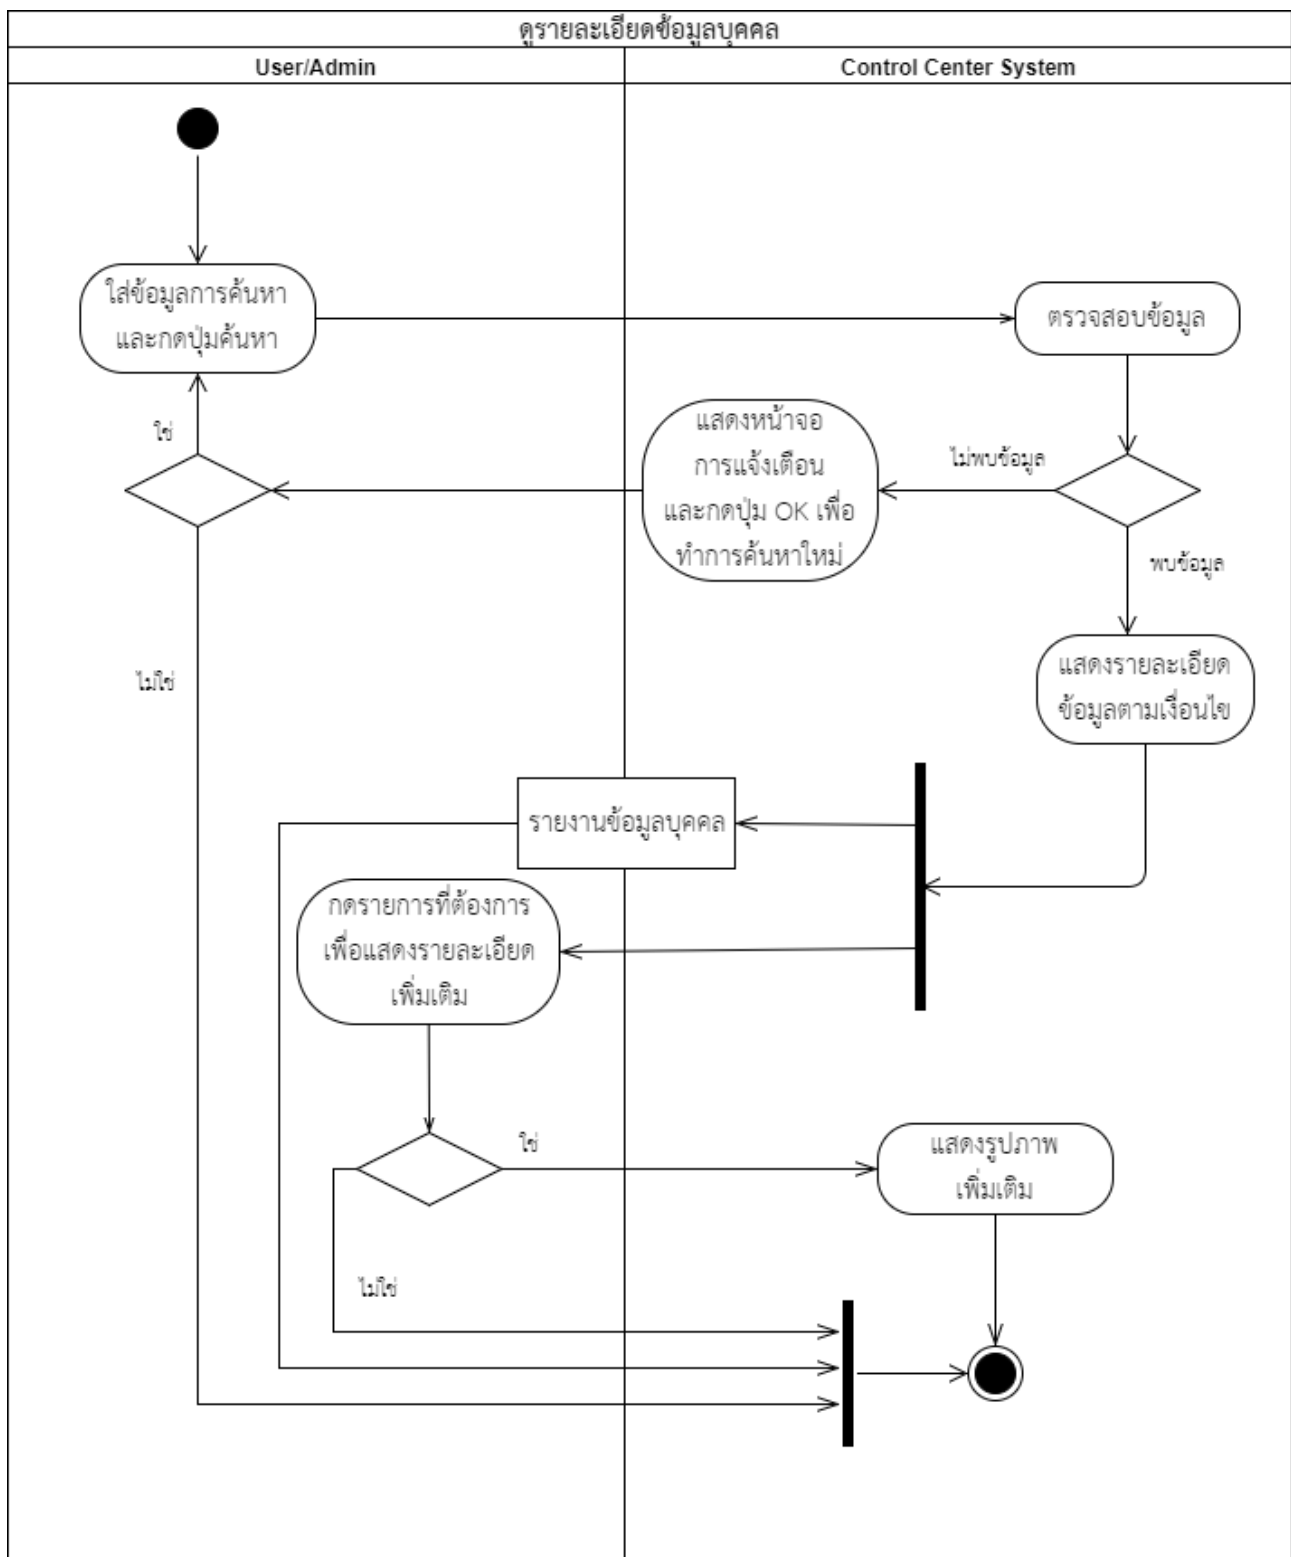 ดูรายละเอียดข้อมูลบุคคล
User/Admin
Control Center System
ใส่ข้อมูลการค้นหา
และกดปุ่มค้นหา
ตรวจสอบข้อมูล
แสดงหน้าจอ
การแจ้งเตือน
และกดปุ่ม OK เพื่อ
ทำการค้นหาใหม่
ไม่พบข้อมูล
ใช่
พบข้อมูล
ไม่ใช่
แสดงรายละเอียด
ข้อมูลตามเงื่อนไข
รายงานข้อมูลบุคคล
กดรายการที่ต้องการ
เพื่อแสดงรายละเอียด
เพิ่มเติม
ใช่
แสดงรูปภาพ
เพิ่มเติม
ไม่ใช่